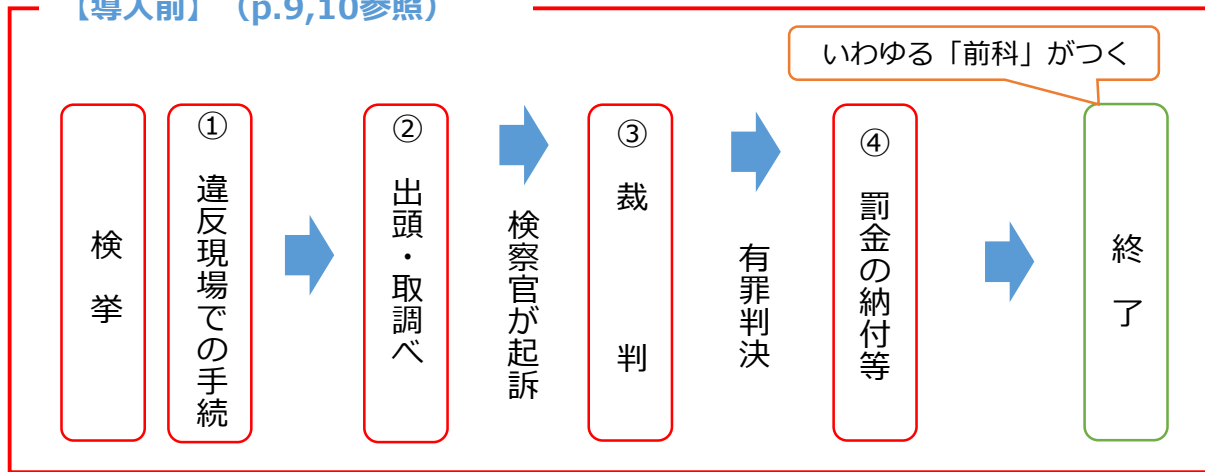 【導入前】(p.9,10参照)
いわゆる「前科」がつく
検挙
① 違反現場での手続
② 出頭・取調べ
検察官が起訴
③ 裁判
有罪判決
④ 罰金の納付等
終了